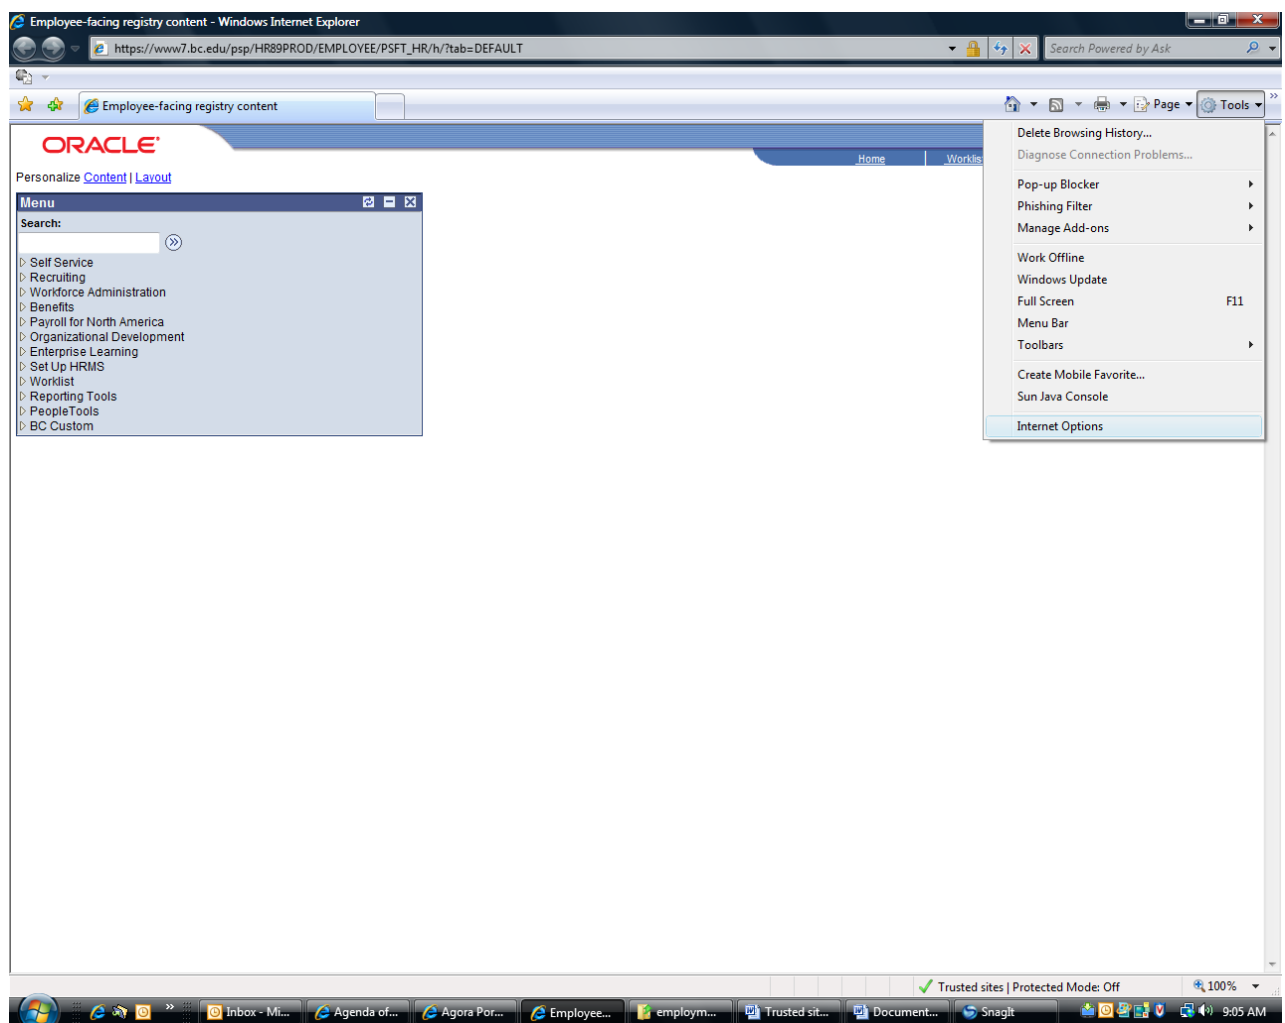 Employee-facing registry content - Windows Internet Explorer
https://www7.bc.edu/psp/HR89PROD/EMPLOYEE/PSFT_HR/h/?tab=DEFAULT
Search Powered by Ask
Employee-facing registry content
Page
Tools
ORACLE
Home
Worklis
Personalize Content | Layout
Menu
Search:
Self Service
Recruiting
Workforce Administration
Benefits
Payroll for North America
Organizational Development
Enterprise Learning
Set Up HRMS
Worklist
Reporting Tools
PeopleTools
BC Custom
Delete Browsing History...
Diagnose Connection Problems...
Pop-up Blocker
Phishing Filter
Manage Add-ons
Work Offline
Windows Update
Full Screen F11
Menu Bar
Toolbars
Create Mobile Favorite...
Sun Java Console
Internet Options
Trusted sites | Protected Mode: Off
100%
Inbox - Mi...
Agenda of...
Agora Por...
Employee...
employm...
Trusted sit...
Document...
SnagIt
9:05 AM